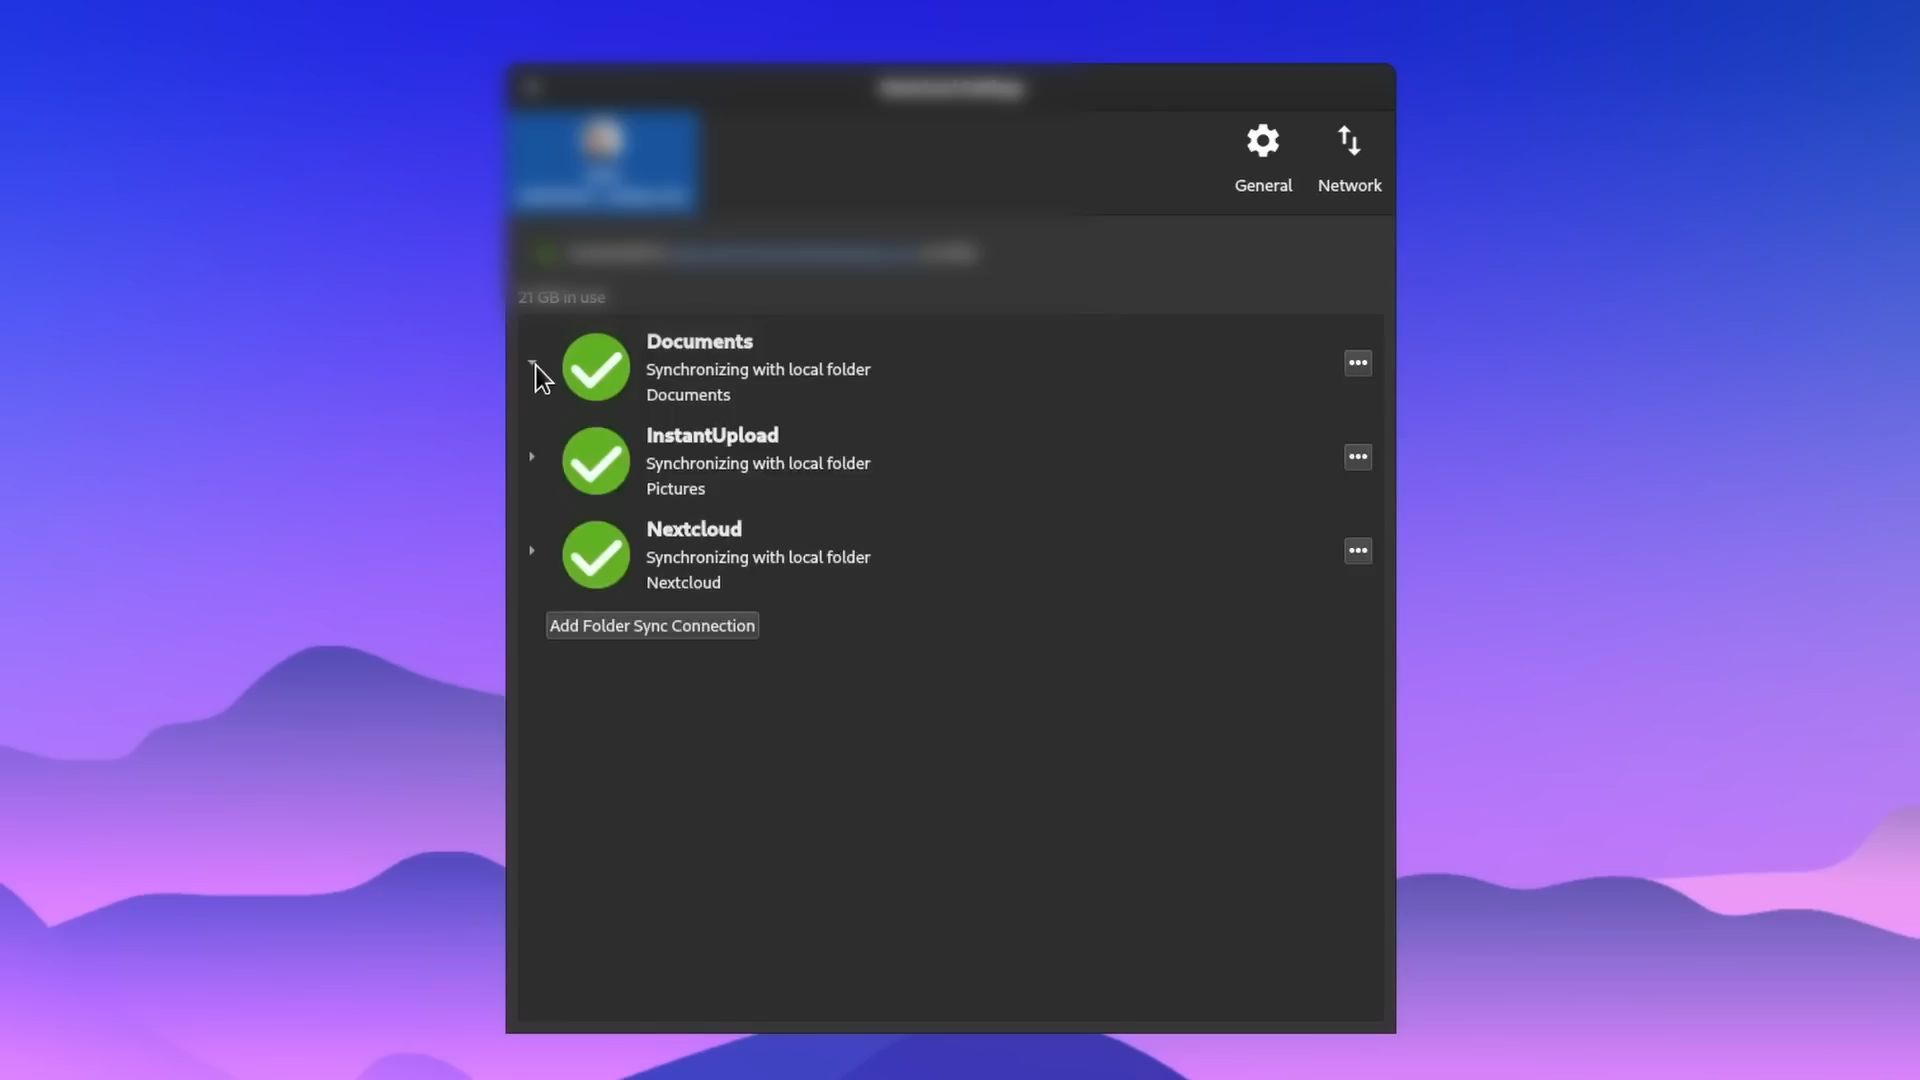 General
Network
21 GB in use
Documents
Synchronizing with local folder
Documents
InstantUpload
Synchronizing with local folder
Pictures
Nextcloud
Synchronizing with local folder
Nextcloud
Add Folder Sync Connection